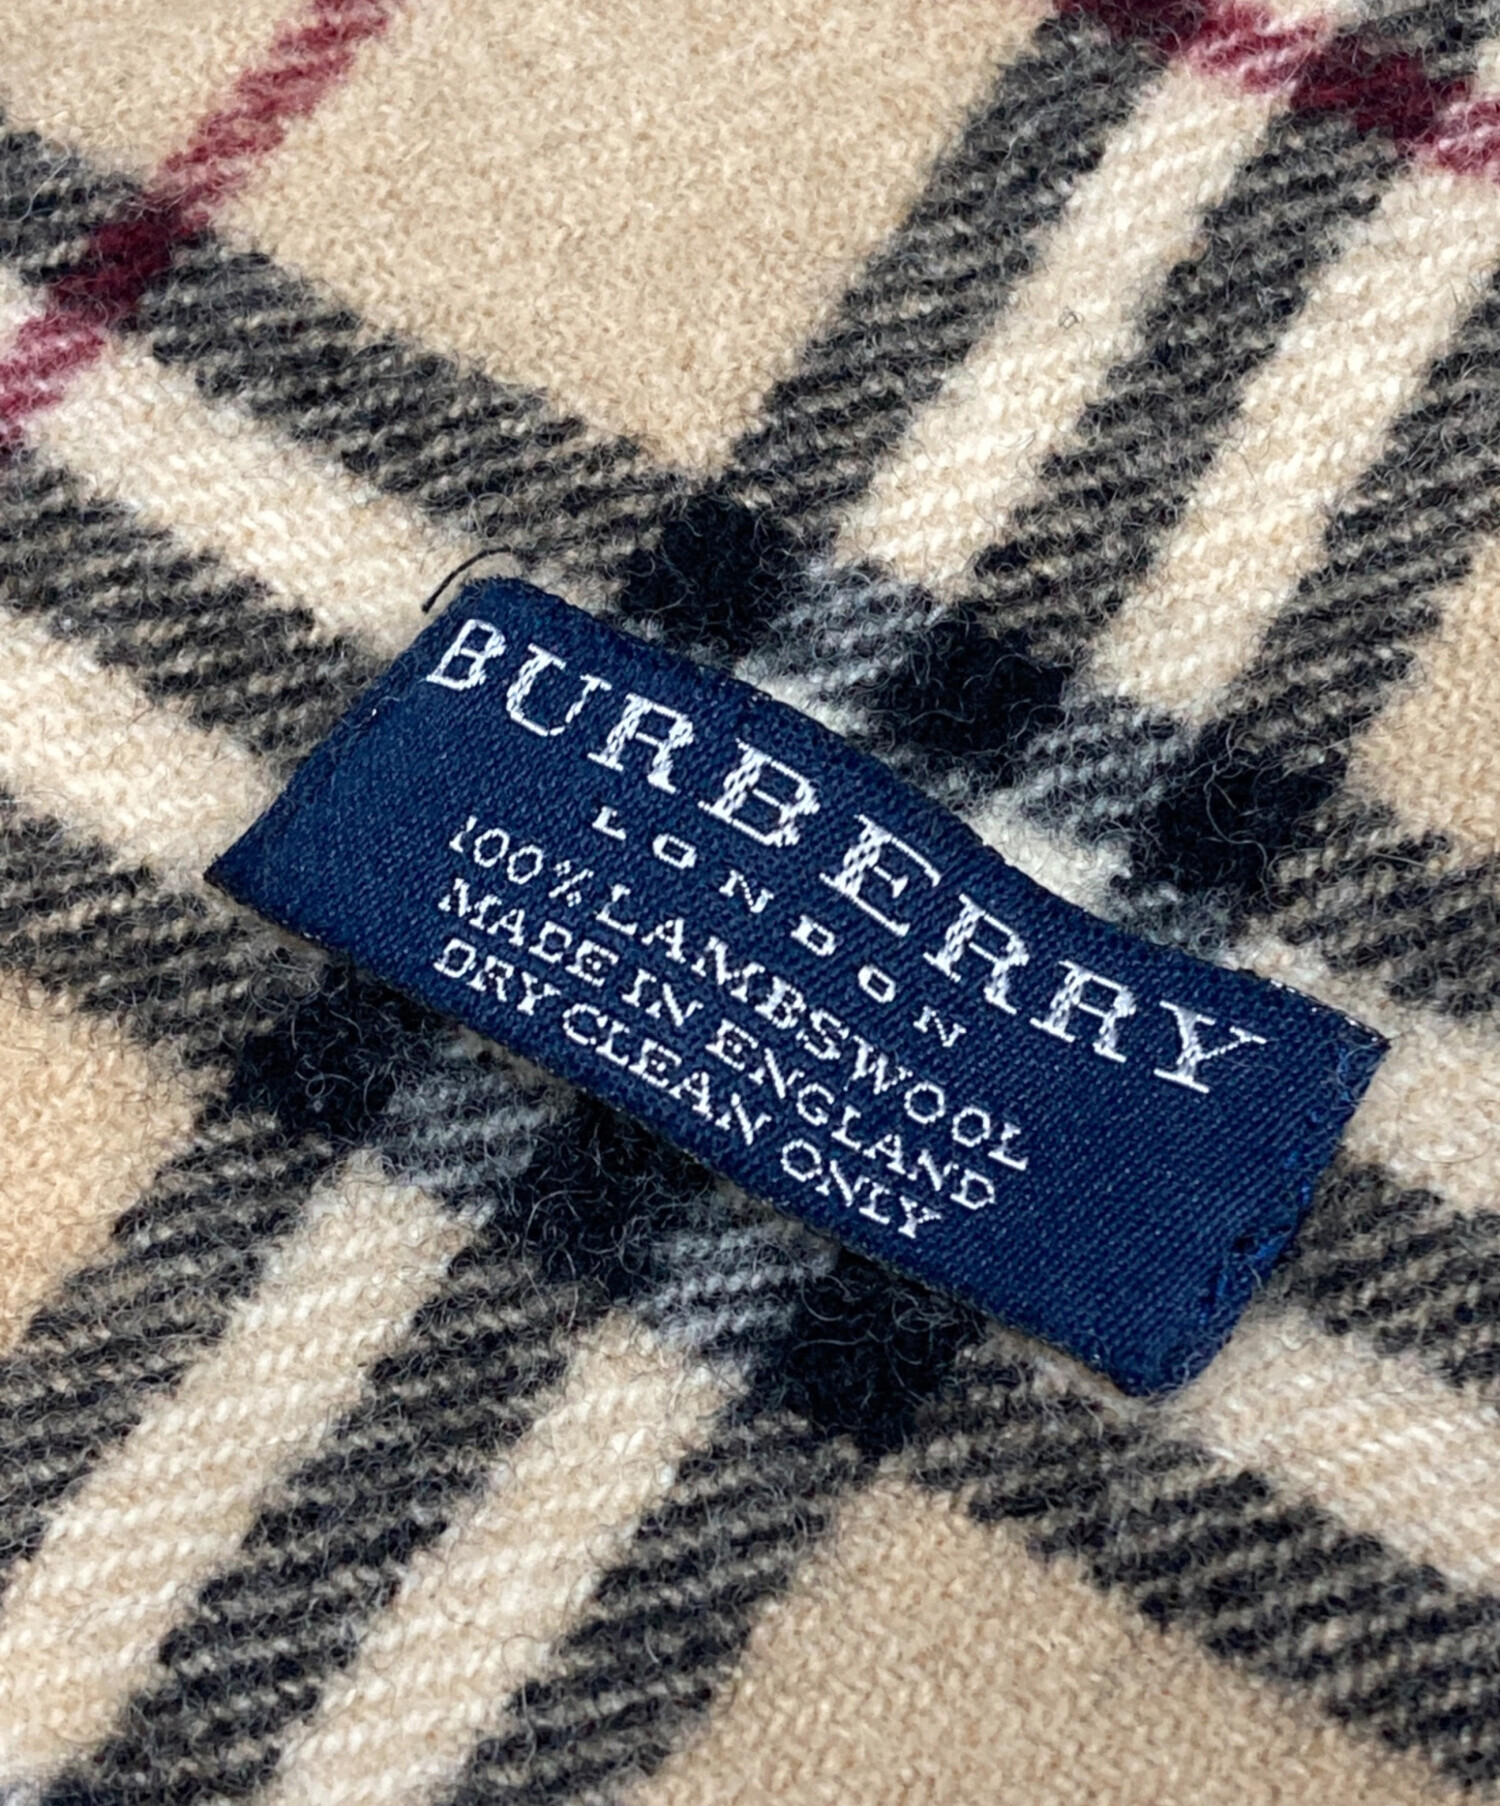 BURBERRY
LONDON
100% LAMBSWOOL
MADE IN ENGLAND
DRY CLEAN ONLY